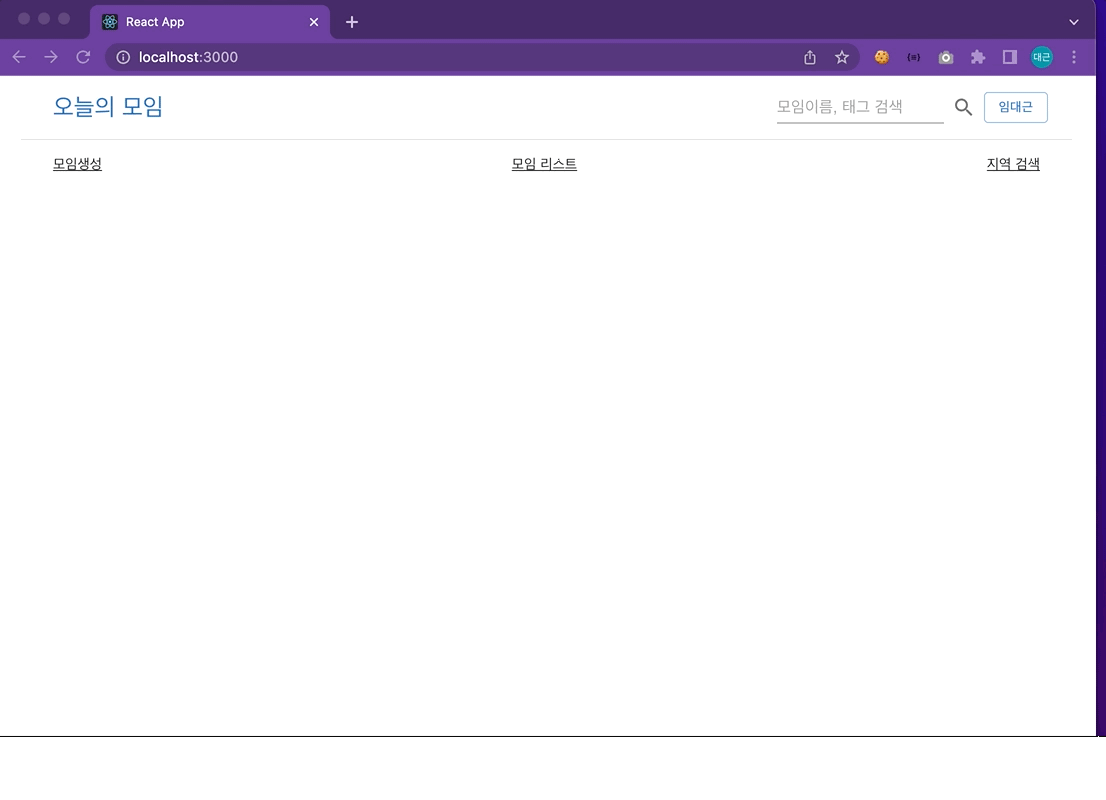 React App
localhost:3000
대근
오늘의 모임
모임이름, 태그 검색
임대근
모임생성
모임 리스트
지역 검색